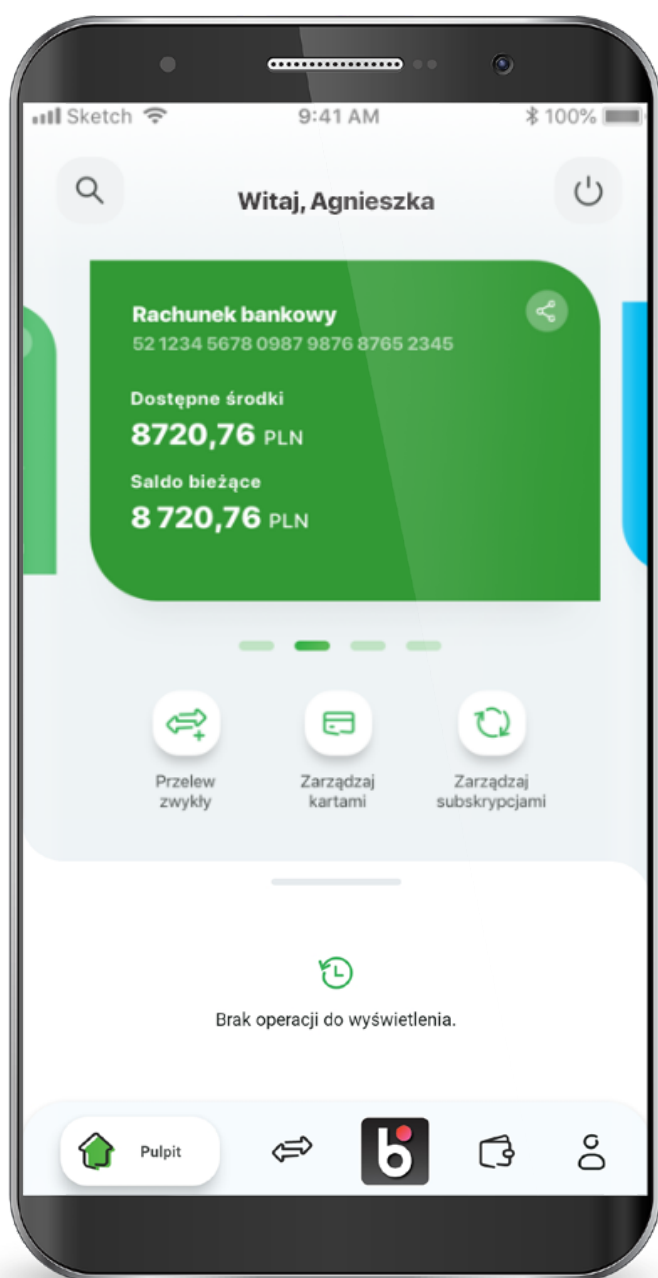 Sketch 9:41 AM 100%
Witaj, Agnieszka
Rachunek bankowy
52 1234 5678 0987 9876 8765 2345
Dostępne środki
8720,76 PLN
Saldo bieżące
8 720,76 PLN
Przelew
zwykły
Zarządzaj
kartami
Zarządzaj
subskrypcjami
Brak operacji do wyświetlenia.
Pulpit
b